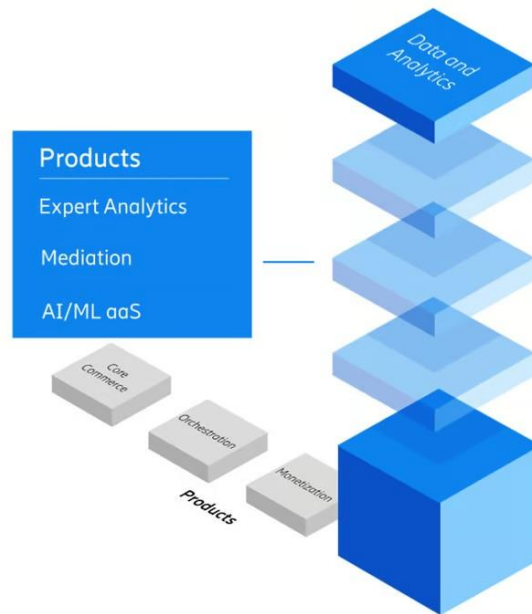 Data and
Analytics
Products
Expert Analytics
Mediation
AI/ML aaS
Core
Commerce
Orchestration
Monetization
Products